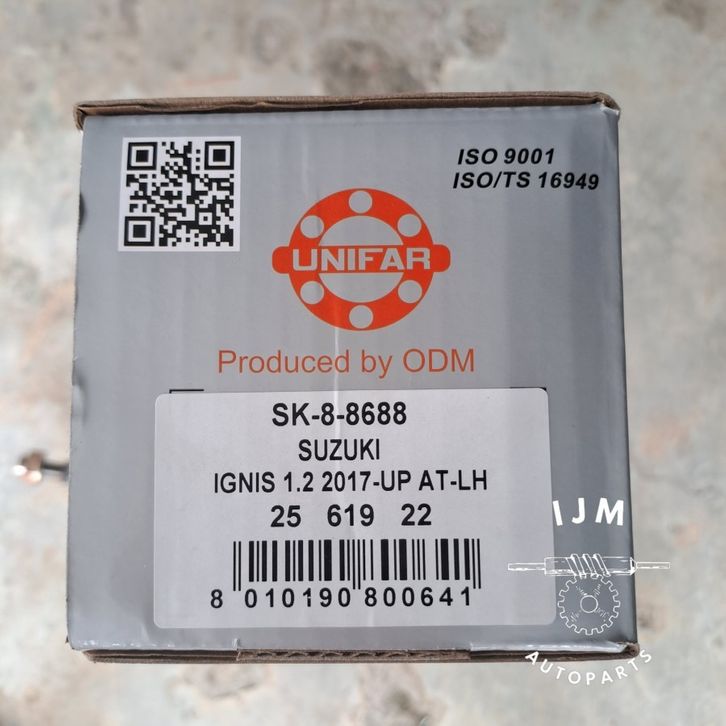 ISO 9001
ISO/TS 16949
UNIFAR
Produced by ODM
SK-8-8688
SUZUKI
IGNIS 1.2 2017-UP AT-LH
25 619 22
8 010190 800641
IJM
AUTOPARTS